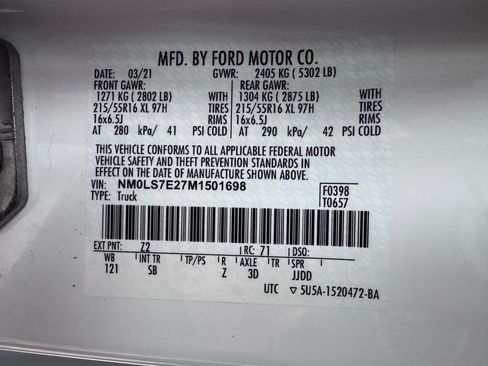 MFD. BY FORD MOTOR CO.
DATE: 03/21 GVWR: 2405 KG ( 5302 LB)
FRONT GAWR: REAR GAWR:
1271 KG ( 2802 LB) WITH 1304 KG ( 2875 LB) WITH
215/55R16 XL 97H TIRES 215/55R16 XL 97H TIRES
16x6.5J RIMS 16x6.5J RIMS
AT 280 kPa/ 41 PSI COLD AT 290 kPa/ 42 PSI COLD
THIS VEHICLE CONFORMS TO ALL APPLICABLE FEDERAL MOTOR
VEHICLE SAFETY AND THEFT PREVENTION STANDARDS IN
EFFECT ON THE DATE OF MANUFACTURE SHOWN ABOVE.
VIN: NM0LS7E27M1501698 F0398
TYPE: Truck T0657
EXT PNT: Z2 RC: 71 DSO:
WB INT TR TP/PS R AXLE TR SPR
121 SB Z 3D JJDD
UTC 5U5A-1520472-BA